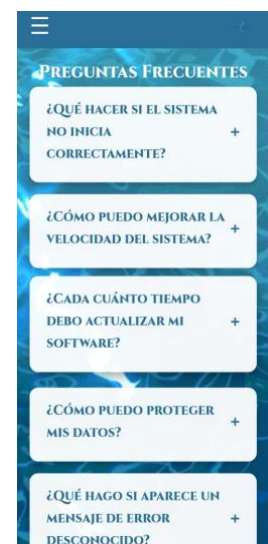 ☰
PREGUNTAS FRECUENTES
¿QUÉ HACER SI EL SISTEMA
NO INICIA
CORRECTAMENTE?
+
¿CÓMO PUEDO MEJORAR LA
VELOCIDAD DEL SISTEMA?
+
¿CADA CUÁNTO TIEMPO
DEBO ACTUALIZAR MI
SOFTWARE?
+
¿CÓMO PUEDO PROTEGER
MIS DATOS?
+
¿QUÉ HAGO SI APARECE UN
MENSAJE DE ERROR
DESCONOCIDO?
+